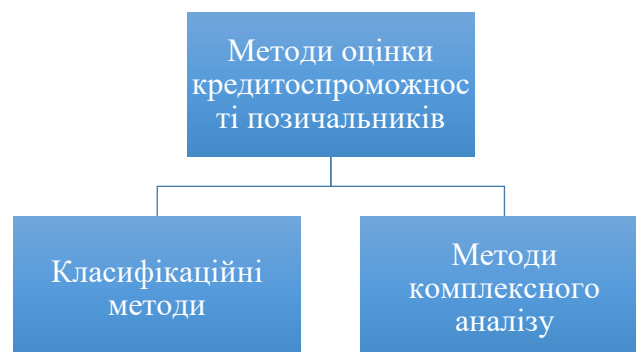 Методи оцінки
кредитоспроможнос
ті позичальників
Класифікаційні
методи
Методи
комплексного
аналізу